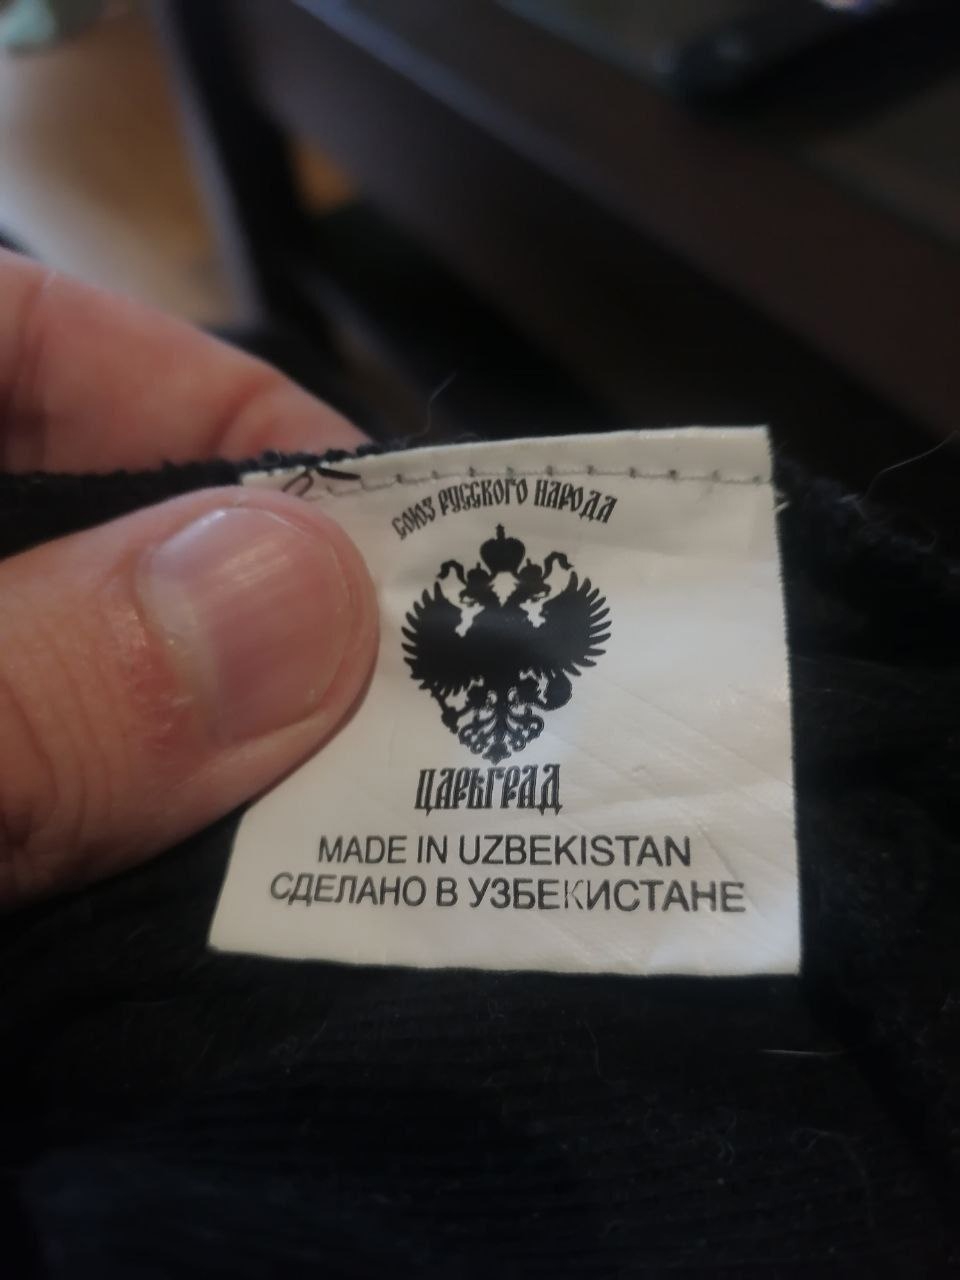 СОЮЗ РУССКОГО НАРОДА
ЦАРЬГРАД
MADE IN UZBEKISTAN
СДЕЛАНО В УЗБЕКИСТАНЕ